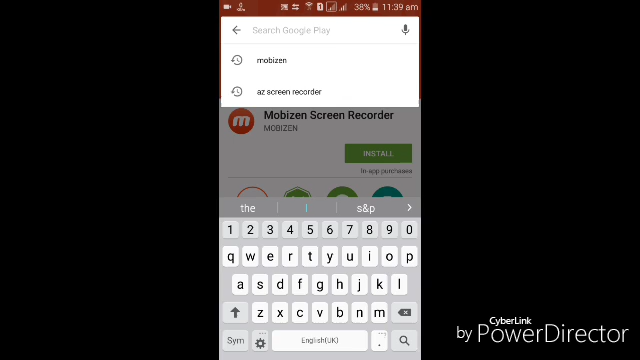 38% 11:39 am
Search Google Play
mobizen
az screen recorder
Mobizen Screen Recorder
MOBIZEN
INSTALL
In-app purchases
the I s&p
1 2 3 4 5 6 7 8 9 0
q w e r t y u i o p
a s d f g h j k l
z x c v b n m
Sym English(UK) .
CyberLink
by PowerDirector